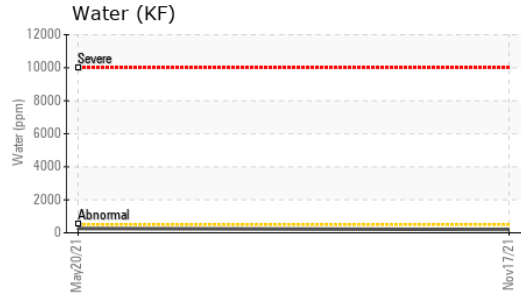 Water (KF)
12000
Severe
10000
8000
6000
4000
2000
Abnormal
0
Water (ppm)
May20/21
Nov17/21